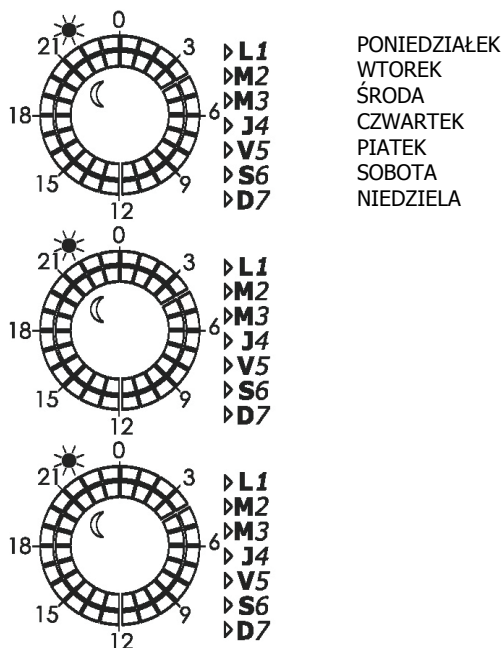 0
21 3
18 6
15 9
12
L1 PONIEDZIAŁEK
M2 WTOREK
M3 ŚRODA
J4 CZWARTEK
V5 PIATEK
S6 SOBOTA
D7 NIEDZIELA
0
21 3
18 6
15 9
12
L1
M2
M3
J4
V5
S6
D7
0
21 3
18 6
15 9
12
L1
M2
M3
J4
V5
S6
D7